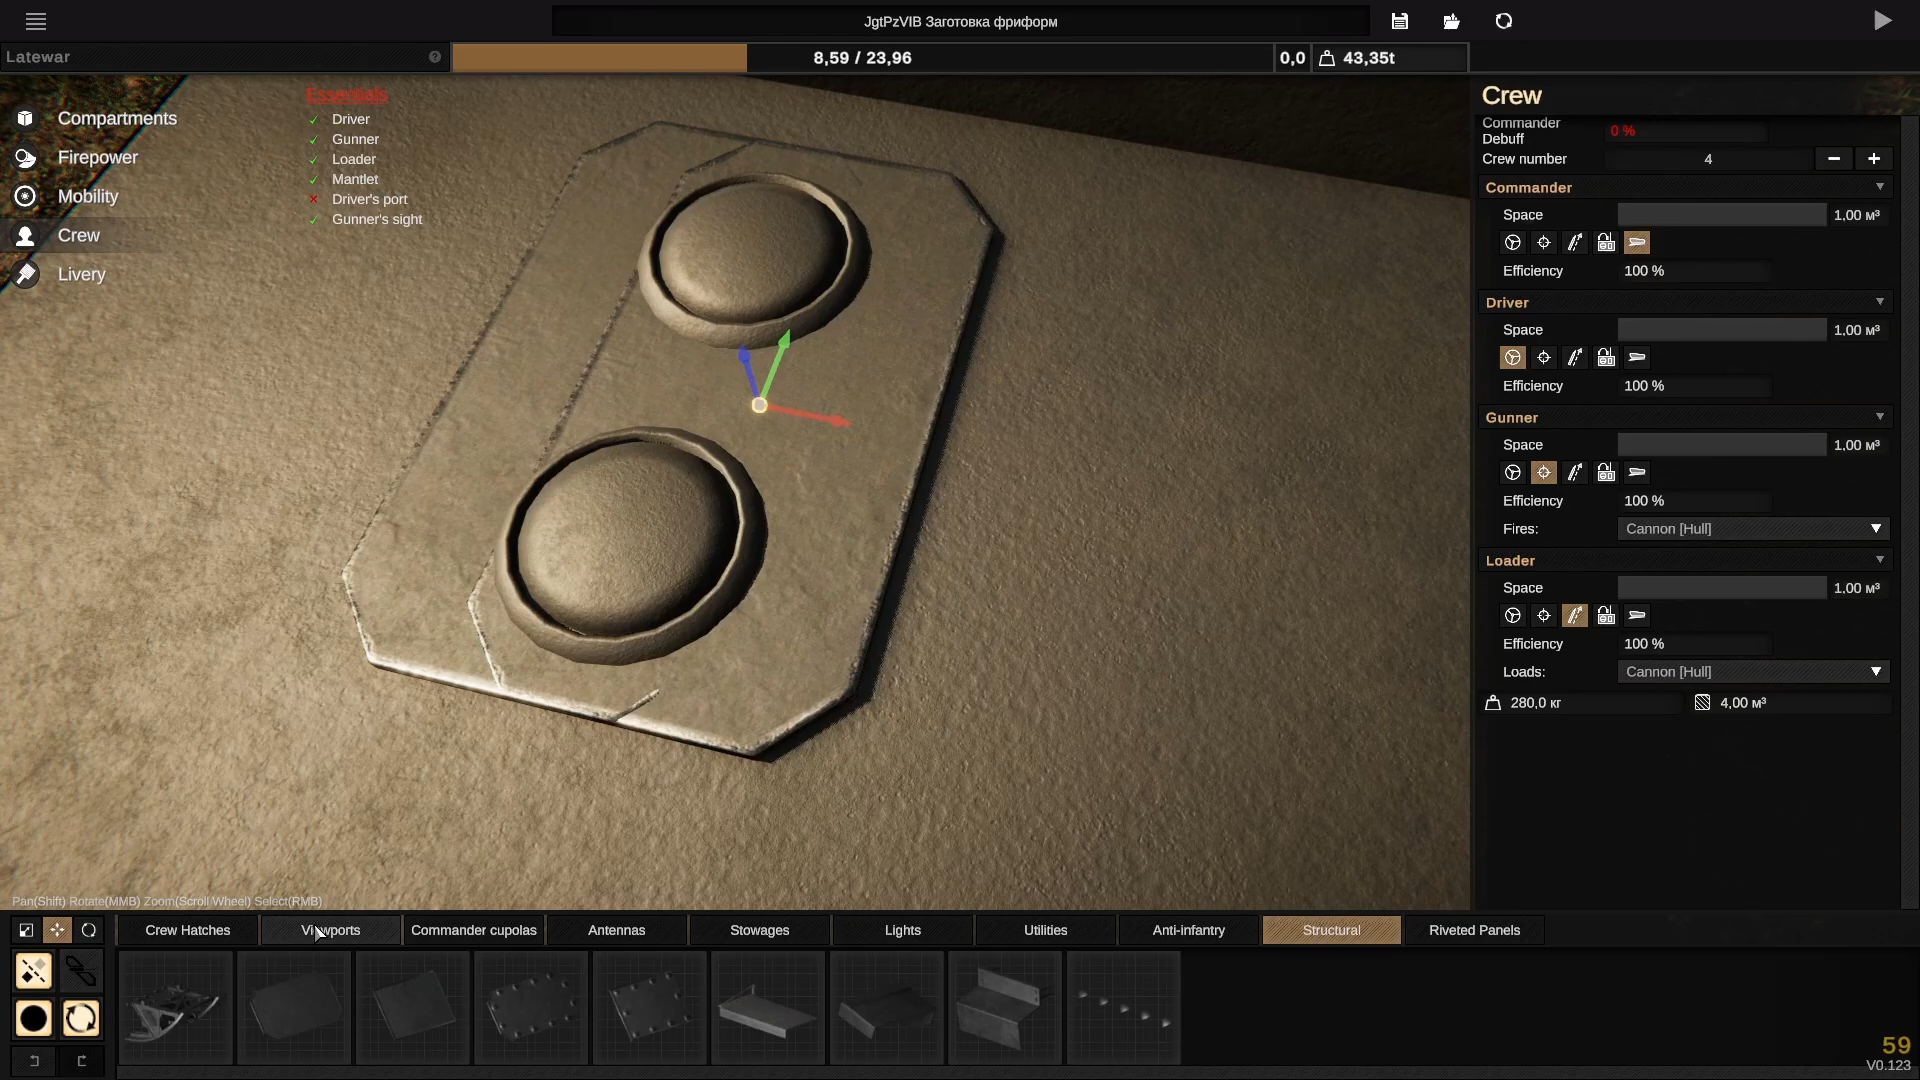 JgtPzVIB Заготовка фриформ
Latewar
8,59 / 23,96
0,0
43,35t
Compartments
Firepower
Mobility
Crew
Livery
Essentials
✓ Driver
✓ Gunner
✓ Loader
✓ Mantlet
× Driver's port
✓ Gunner's sight
Crew
Commander
Debuff
0 %
Crew number 4 − +
Commander
Space 1,00 м³
Efficiency 100 %
Driver
Space 1,00 м³
Efficiency 100 %
Gunner
Space 1,00 м³
Efficiency 100 %
Fires: Cannon [Hull]
Loader
Space 1,00 м³
Efficiency 100 %
Loads: Cannon [Hull]
280,0 кг 4,00 м³
Pan(Shift) Rotate(MMB) Zoom(Scroll Wheel) Select(RMB)
Crew Hatches Viewports Commander cupolas Antennas Stowages Lights Utilities Anti-infantry Structural Riveted Panels
59
V0.123